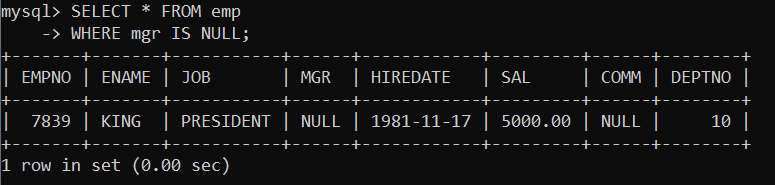 mysql> SELECT * FROM emp
    -> WHERE mgr IS NULL;
+-------+-------+-----------+------+------------+---------+------+--------+
| EMPNO | ENAME | JOB       | MGR  | HIREDATE   | SAL     | COMM | DEPTNO |
+-------+-------+-----------+------+------------+---------+------+--------+
|  7839 | KING  | PRESIDENT | NULL | 1981-11-17 | 5000.00 | NULL |     10 |
+-------+-------+-----------+------+------------+---------+------+--------+
1 row in set (0.00 sec)